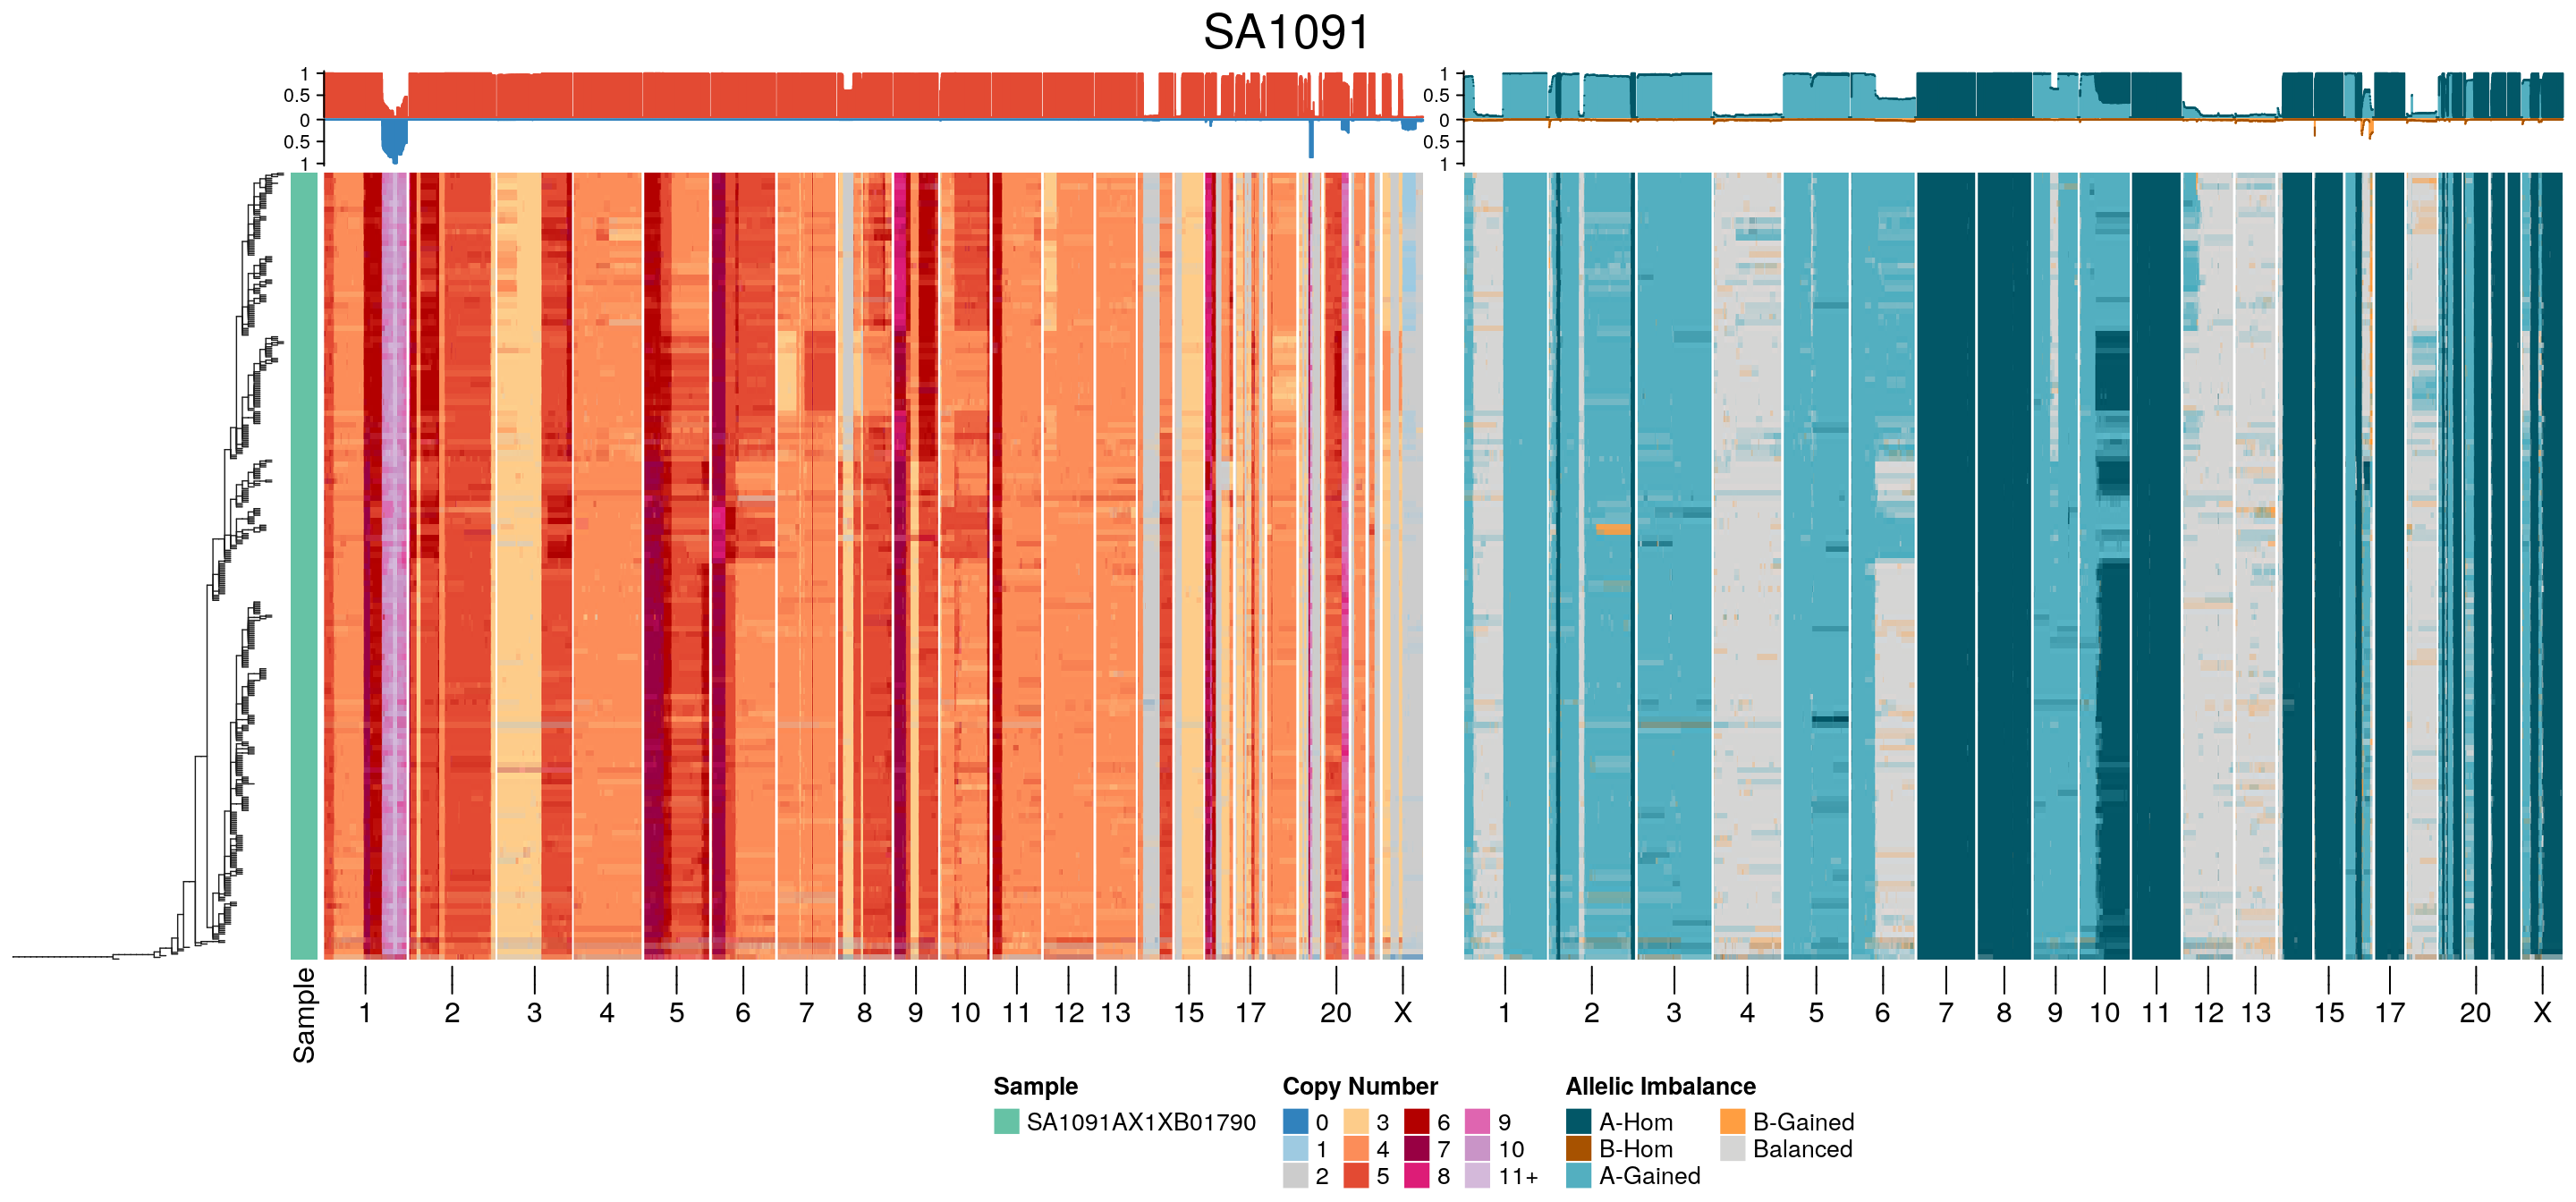 SA1091
1
0.5
0
0.5
1
1
0.5
0
0.5
1
Sample
1 2 3 4 5 6 7 8 9 10 11 12 13 15 17 20 X
1 2 3 4 5 6 7 8 9 10 11 12 13 15 17 20 X
Sample
SA1091AX1XB01790
Copy Number
0 3 6 9
1 4 7 10
2 5 8 11+
Allelic Imbalance
A-Hom B-Gained
B-Hom Balanced
A-Gained